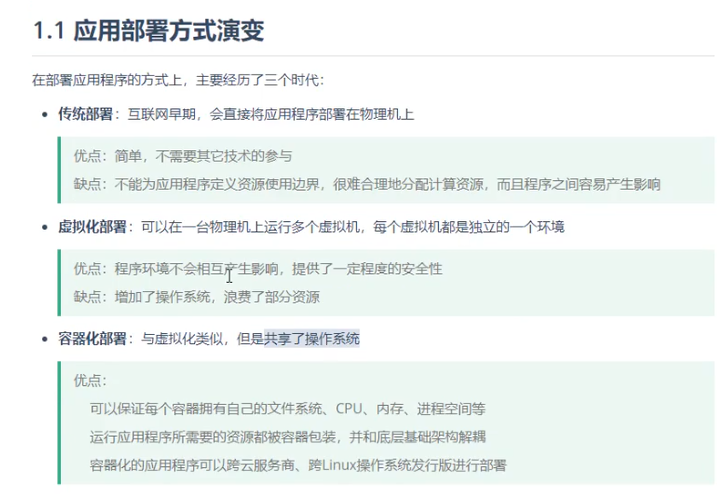 1.1 应用部署方式演变
在部署应用程序的方式上，主要经历了三个时代：
传统部署：互联网早期，会直接将应用程序部署在物理机上
优点：简单，不需要其它技术的参与
缺点：不能为应用程序定义资源使用边界，很难合理地分配计算资源，而且程序之间容易产生影响
虚拟化部署：可以在一台物理机上运行多个虚拟机，每个虚拟机都是独立的一个环境
优点：程序环境不会相互产生影响，提供了一定程度的安全性
缺点：增加了操作系统，浪费了部分资源
容器化部署：与虚拟化类似，但是共享了操作系统
优点：
可以保证每个容器拥有自己的文件系统、CPU、内存、进程空间等
运行应用程序所需要的资源都被容器包装，并和底层基础架构解耦
容器化的应用程序可以跨云服务商、跨Linux操作系统发行版进行部署